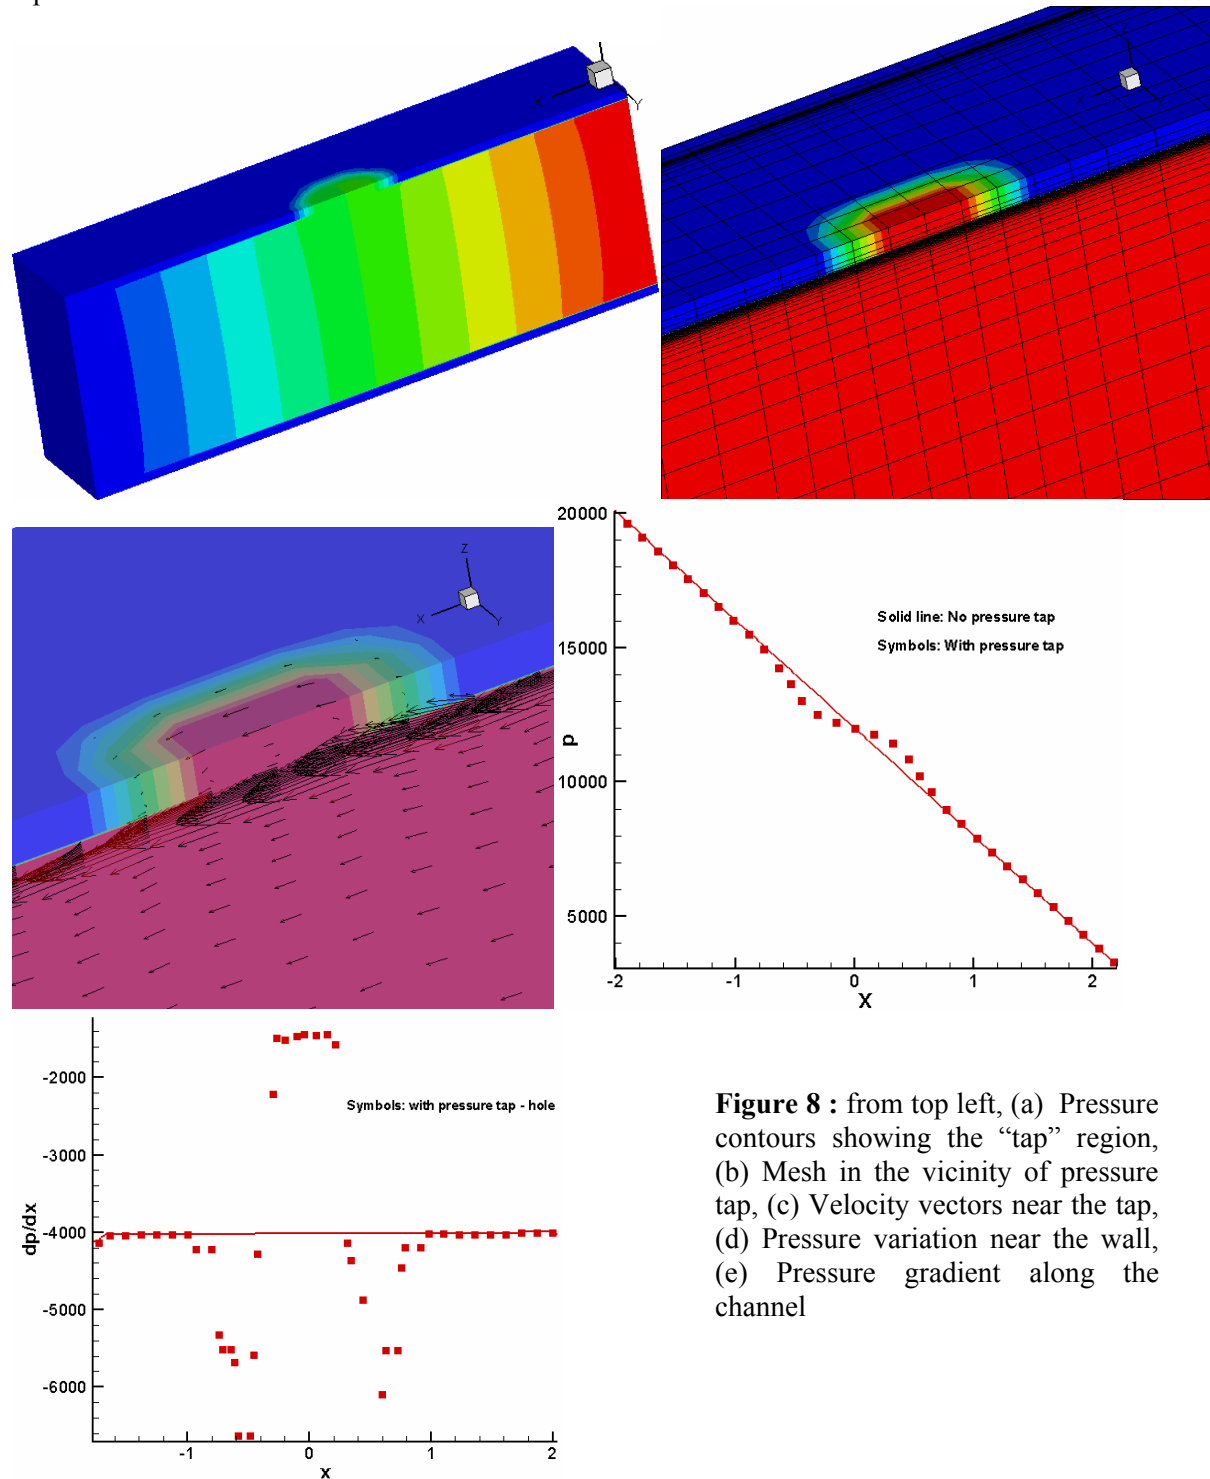 X
Y
X
Y
Z
X
Y
20000
15000
10000
5000
p
Solid line: No pressure tap
Symbols: With pressure tap
-2
-1
0
1
2
X
-2000
-3000
-4000
-5000
-6000
dp/dx
Symbols: with pressure tap - hole
-1
0
1
2
x
Figure 8 : from top left, (a) Pressure
contours showing the “tap” region,
(b) Mesh in the vicinity of pressure
tap, (c) Velocity vectors near the tap,
(d) Pressure variation near the wall,
(e) Pressure gradient along the
channel